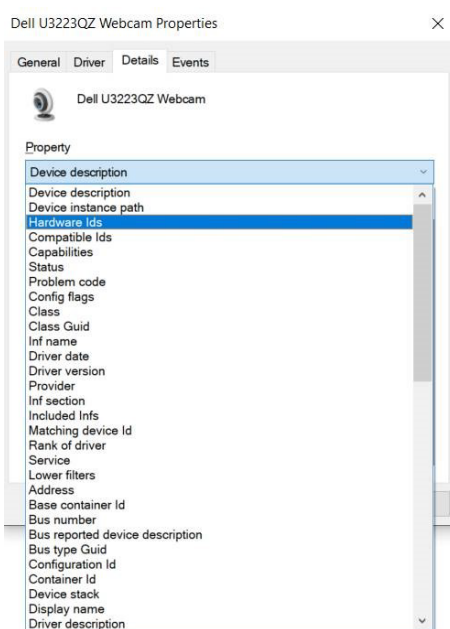 Dell U3223QZ Webcam Properties
General Driver Details Events
Dell U3223QZ Webcam
Property
Device description
Device description
Device instance path
Hardware Ids
Compatible Ids
Capabilities
Status
Problem code
Config flags
Class
Class Guid
Inf name
Driver date
Driver version
Provider
Inf section
Included Infs
Matching device Id
Rank of driver
Service
Lower filters
Address
Base container Id
Bus number
Bus reported device description
Bus type Guid
Configuration Id
Container Id
Device stack
Display name
Driver description